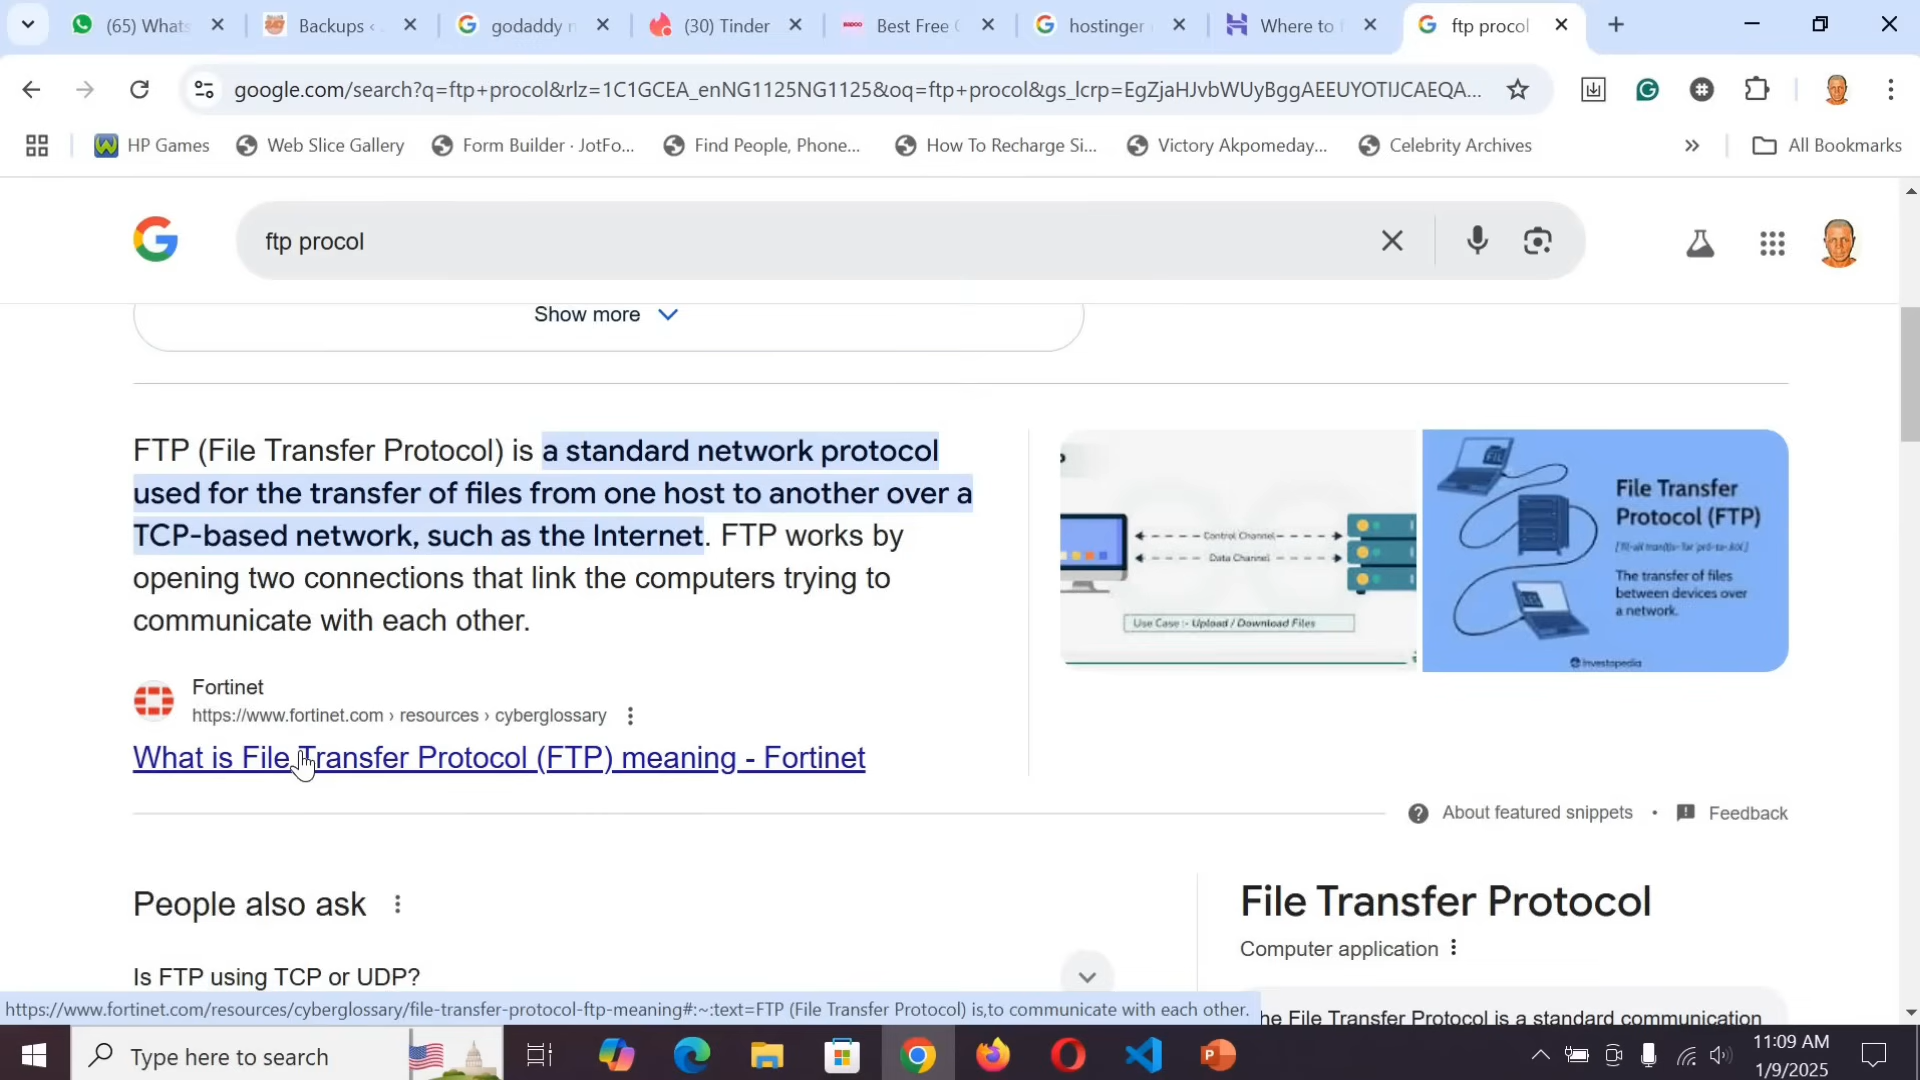 (65) Whats
Backups ‹
godaddy n
(30) Tinder
Best Free
hostinger
Where to
ftp procol
google.com/search?q=ftp+procol&rlz=1C1GCEA_enNG1125NG1125&oq=ftp+procol&gs_lcrp=EgZjaHJvbWUyBggAEEUYOTIJCAEQA...
HP Games
Web Slice Gallery
Form Builder · JotFo...
Find People, Phone...
How To Recharge Si...
Victory Akpomeday...
Celebrity Archives
All Bookmarks
ftp procol
Show more
FTP (File Transfer Protocol) is a standard network protocol
used for the transfer of files from one host to another over a
TCP-based network, such as the Internet. FTP works by
opening two connections that link the computers trying to
communicate with each other.
Control Channel
Data Channel
Use Case :- Upload / Download Files
File Transfer
Protocol (FTP)
The transfer of files
between devices over
a network.
Investopedia
Fortinet
https://www.fortinet.com › resources › cyberglossary
What is File Transfer Protocol (FTP) meaning - Fortinet
About featured snippets
Feedback
People also ask
Is FTP using TCP or UDP?
File Transfer Protocol
Computer application
The File Transfer Protocol is a standard communication
https://www.fortinet.com/resources/cyberglossary/file-transfer-protocol-ftp-meaning#:~:text=FTP (File Transfer Protocol) is,to communicate with each other.
Type here to search
11:09 AM
1/9/2025